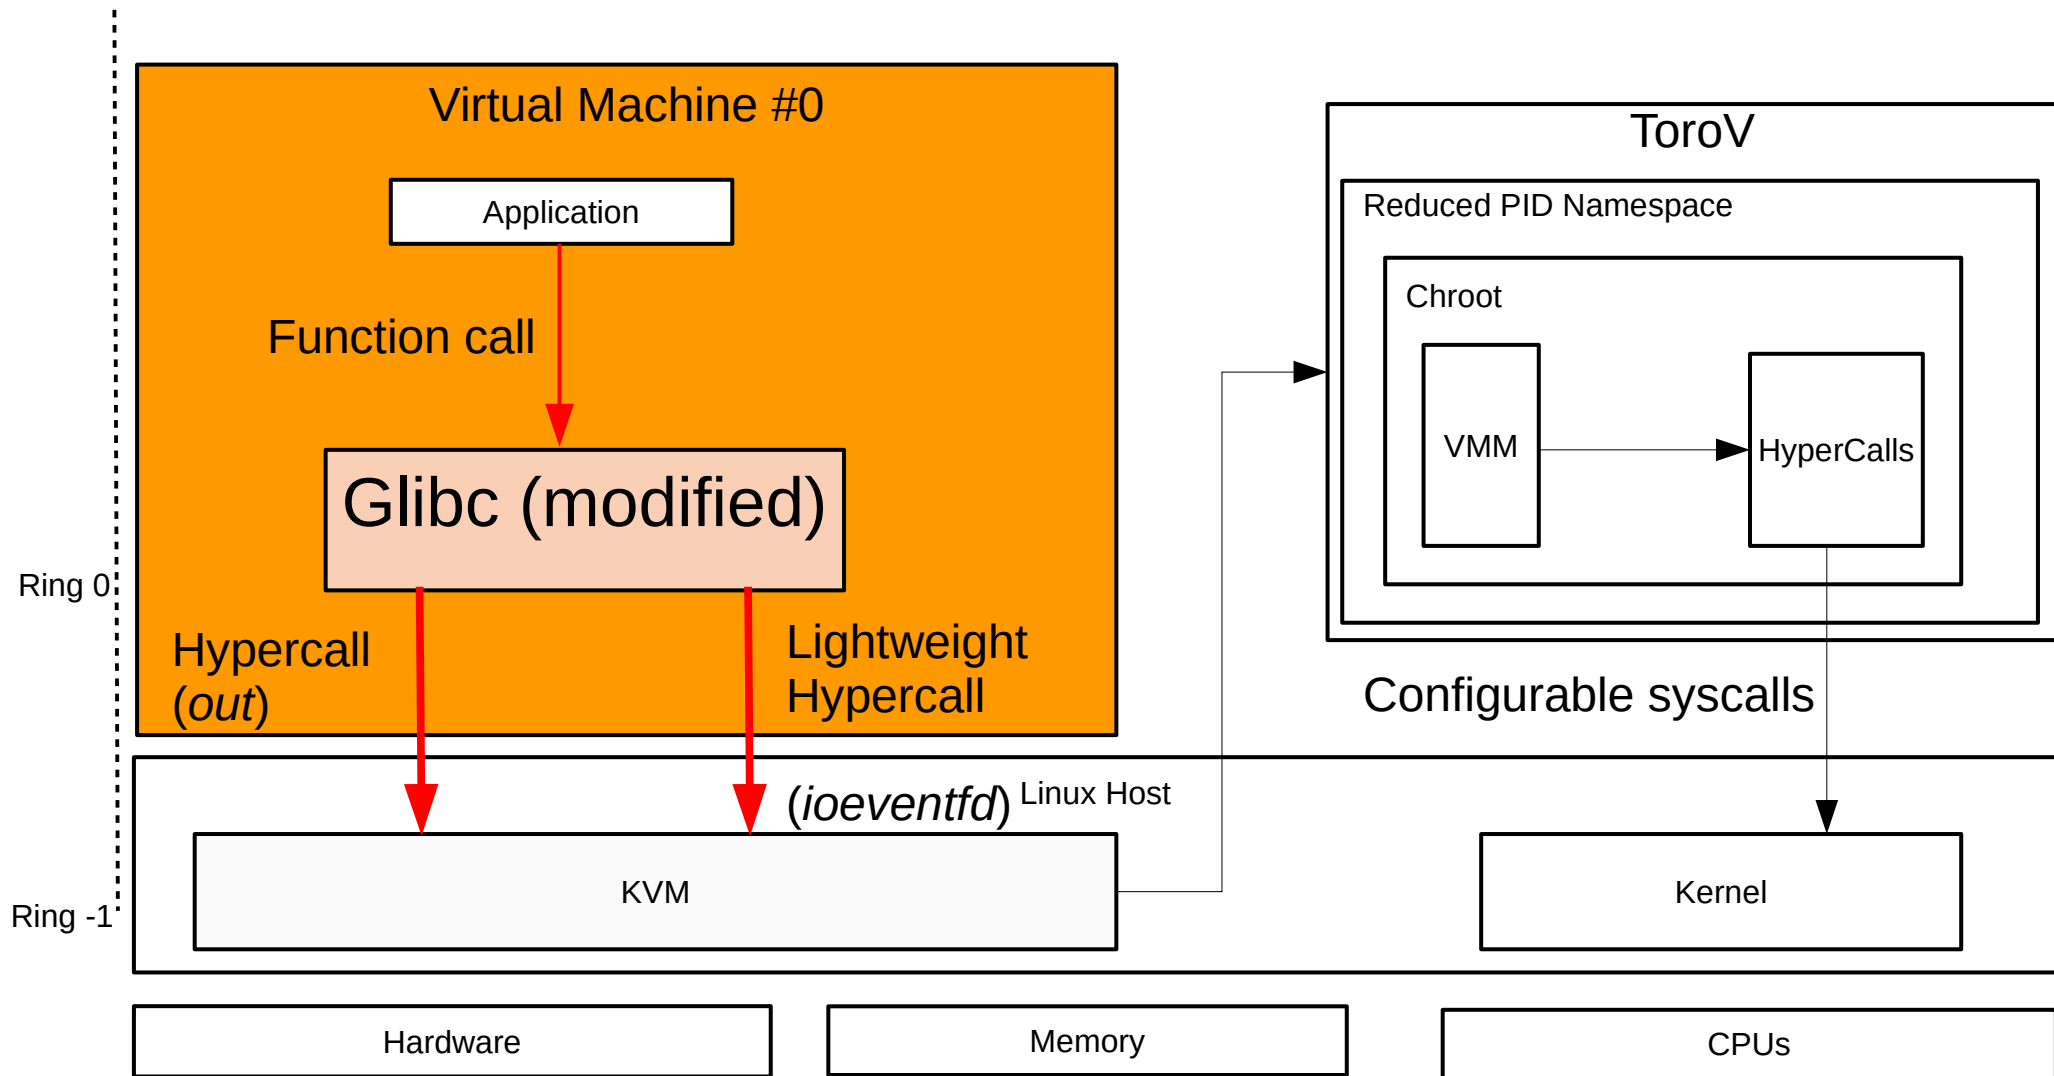 Virtual Machine #0
Application
Function call
Glibc (modified)
Ring 0
Hypercall
(out)
Lightweight
Hypercall
(ioeventfd)
Linux Host
KVM
Ring -1
ToroV
Reduced PID Namespace
Chroot
VMM
HyperCalls
Configurable syscalls
Kernel
Hardware
Memory
CPUs